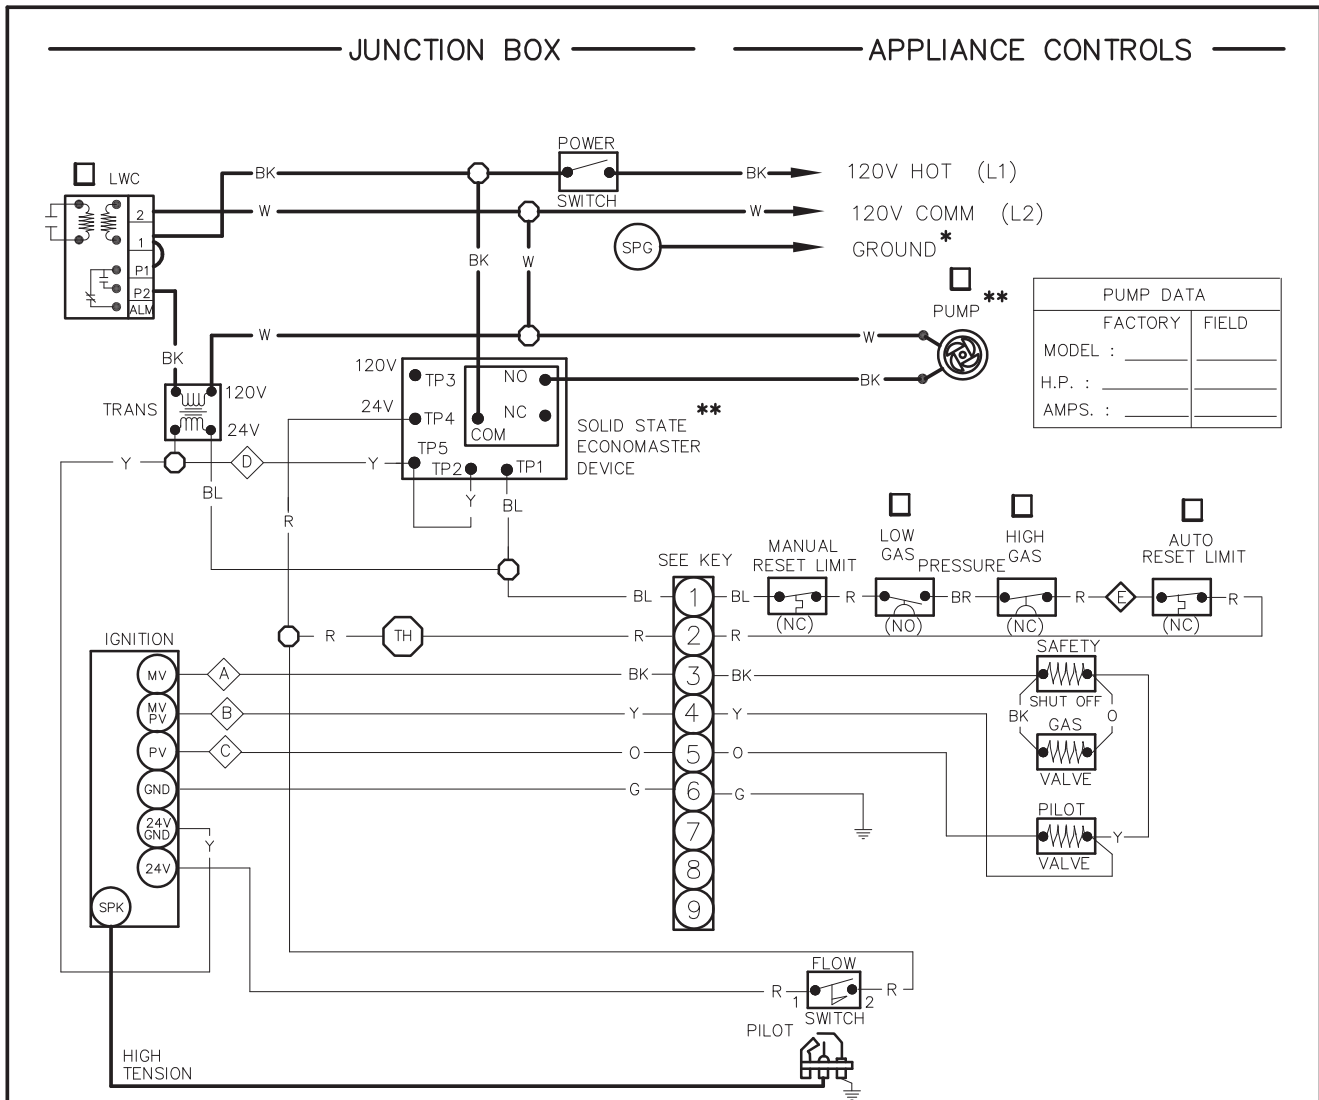 JUNCTION BOX
APPLIANCE CONTROLS
POWER
SWITCH
LWC
BK
BK
120V HOT (L1)
2
W
W
120V COMM (L2)
1
SPG
GROUND*
P1
P2
ALM
BK
W
PUMP **
PUMP DATA
FACTORY FIELD
MODEL :
H.P. :
AMPS. :
W
W
BK
BK
TRANS
120V
24V
120V
TP3
NO
24V
TP4
NC
COM
TP5
TP2
TP1
SOLID STATE **
ECONOMASTER
DEVICE
Y
D
Y
BL
Y
BL
R
SEE KEY
MANUAL
RESET LIMIT
LOW
GAS
PRESSURE
HIGH
GAS
AUTO
RESET LIMIT
BL
1
BL
R
BR
R
E
R
(NC)
(NO)
(NC)
(NC)
R
TH
R
2
R
IGNITION
MV
A
BK
3
BK
SAFETY
SHUT OFF
MV
PV
B
Y
4
Y
BK
O
GAS
VALVE
PV
C
O
5
O
GND
G
6
G
PILOT
VALVE
Y
24V
GND
Y
7
24V
8
SPK
9
FLOW
R
1
2
R
SWITCH
PILOT
HIGH
TENSION